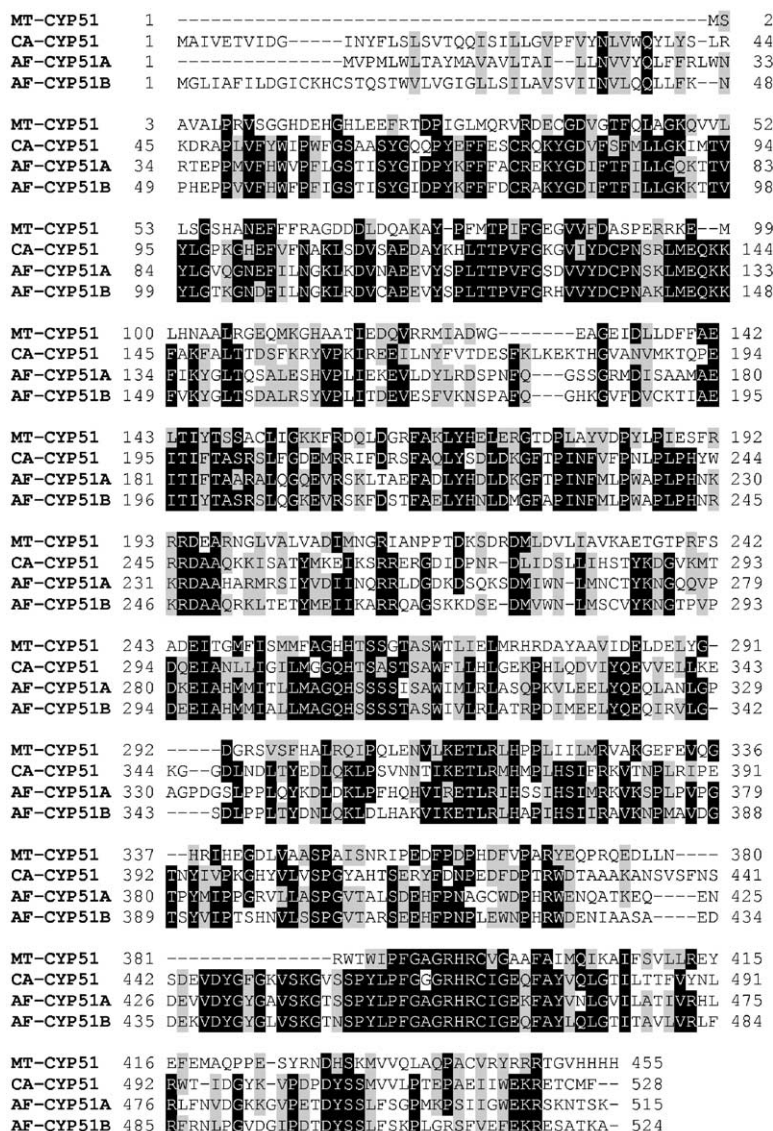 MT-CYP51 1 --------------------------------------------MS 2
CA-CYP51 1 -MAIVETVIDG-----INYFLSLSVTQQISILLGVPFVYNLVWQYLYS-LR 44
AF-CYP51A 1 -----------MVPMLWLTAYMAVAVLTAI--LLNVVYQLFFRLWN 33
AF-CYP51B 1 -MGLIAFILDGICKHCSTQSTWVLVGIGLLSILAVSVIINVLQQLLFK--N 48
MT-CYP51 3 AVALPRVSGGHDEHGHLEEFRTDPIGLMQRVRDECGDVGTFQLAGKQVVL 52
CA-CYP51 45 KDRAPLVFYWIPWFGSAASYGQQPYEFFESCRQKYGDVFSFMLLGKIMTV 94
AF-CYP51A 34 RTEPPMVFHWVPFLGSTISYGIDPYKFFFACREKYGDIFTFILLGQKTTV 83
AF-CYP51B 49 PHEPPVVFHWFPFIGSTISYGIDPYKFFFDCRAKYGDIFTFILLGKKTTV 98
MT-CYP51 53 LSGSHANEFFFRAGDDDLDQAKAY-PFMTPIFGEGVVFDASPERRKE--M 99
CA-CYP51 95 YLGPKGHEFVFNAKLSDVSAEDAYKHLTTPVFGKGVIYDCPNSRLMEQKK 144
AF-CYP51A 84 YLGVQGNEFILNGKLKDVNAEEVYSPLTTPVFGSDVVYDCPNSKLMEQKK 133
AF-CYP51B 99 YLGTKGNDFILNGKLRDVCAEEVYSPLTTPVFGRHVVYDCPNAKLMEQKK 148
MT-CYP51 100 LHNAALRGEQMKGHAATIEDQVRRMIADWG-------EAGEIDLLDFFAE 142
CA-CYP51 145 FAKFALTTDSFKRYVPKIREEILNYFVTDESFKLKEKTHGVANVMKTQPE 194
AF-CYP51A 134 FIKYGLTQSALESHVPLIEKEVLDYLRDSPNFQ---GSSGRMDISAAMAE 180
AF-CYP51B 149 FVKYGLTSDALRSYVPLITDEVESFVKNSPAFQ---GHKGVFDVCKTIAE 195
MT-CYP51 143 LTIYTSSACLIGKKFRDQLDGRFAKLYHELERGTDPLAYVDPYLPIESFR 192
CA-CYP51 195 ITIFTASRSLFGDEMRRIFDRSFAQLYSDLDKGFTPINFVFPNLPLPHYW 244
AF-CYP51A 181 ITIFTAARALQGQEVRSKLTAEFADLYHDLDKGFTPINFMLPWAPLPHNK 230
AF-CYP51B 196 ITIYTASRSLQGKEVRSKFDSTFAELYHNLDMGFAPINFMLPWAPLPHNR 245
MT-CYP51 193 RRDEARNGLVALVADIMNGRIANPPTDKSDRDMLDVLIAVKAETGTPRFS 242
CA-CYP51 245 RRDAAQKKISATYMKEIKSRRERGDIDPNR-DLIDSLLIHSTYKDGVKMT 293
AF-CYP51A 231 KRDAAHARMRSIYVDIINQRRLDGDKDSQKSDMIWN-LMNCTYKNGQQVP 279
AF-CYP51B 246 KRDAAQRKLTETYMEIIKARRQAGSKKDSE-DMVWN-LMSCVYKNGTPVP 293
MT-CYP51 243 ADEITGMFISMMFAGHHTSSGTASWTLIELMRHRDAYAAVIDELDELYG- 291
CA-CYP51 294 DQEIANLLIGILMGGQHTSASTSAWFLLHLGEKPHLQDVIYQEVVELLKE 343
AF-CYP51A 280 DKEIAHMMITLLMAGQHSSSSISAWIMLRLASQPKVLEELYQEQLANLGP 329
AF-CYP51B 294 DEEIAHMMIALLMAGQHSSSSTASWIVLRLATRPDIMEELYQEQIRVLG- 342
MT-CYP51 292 -----DGRSVSFHALRQIPQLENVLKETLRLHPPLIILMRVAKGEFEVQG 336
CA-CYP51 344 KG--GDLNDLTYEDLQKLPSVNNTIKETLRMHMPLHSIFRKVTNPLRIPE 391
AF-CYP51A 330 AGPDGSLPPLQYKDLDKLPFHQHVIRETLRIHSSIHSIMRKVKSPLPVPG 379
AF-CYP51B 343 ----SDLPPLTYDNLQKLDLHAKVIKETLRLHAPIHSIIRAVKNPMAVDG 388
MT-CYP51 337 --HRIHEGDLVAASPAISNRIPEDFPDPHDFVPARYEQPRQEDLLN---- 380
CA-CYP51 392 TNYIVPKGHYVLVSPGYAHTSERYFDNPEDFDPTRWDTAAAKANSVSFNS 441
AF-CYP51A 380 TPYMIPPGRVLLASPGVTALSDEHFPNAGCWDPHRWENQATKEQ----EN 425
AF-CYP51B 389 TSYVIPTSHNVLSSPGVTARSEEHFPNPLEWNPHRWDENIAASA----ED 434
MT-CYP51 381 ---------------RWTWIPFGAGRHRCVGAAFAIMQIKAIFSVLLREY 415
CA-CYP51 442 SDEVDYGFGKVSKGVSSPYLPFGGGRHRCIGEQFAYVQLGTILTTFVYNL 491
AF-CYP51A 426 DEVVDYGYGAVSKGTSSPYLPFGAGRHRCIGEKFAYVNLGVILATIVRHL 475
AF-CYP51B 435 DEKVDYGYGLVSKGTNSPYLPFGAGRHRCIGEQFAYLQLGTITAVLVRLF 484
MT-CYP51 416 EFEMAQPPE-SYRNDHSKMVVQLAQPACVRYRRRTGVHHHH 455
CA-CYP51 492 RWT-IDGYK-VPDPDYSSMVVLPTEPAEIIWEKRETCMF-- 528
AF-CYP51A 476 RLFNVDGKKGVPETDYSSLFSGPMKPSIIGWEKRSKNTSK- 515
AF-CYP51B 485 RFRNLPGVDGIPDTDYSSLFSKPLGRSFVEFEKRESATKA- 524